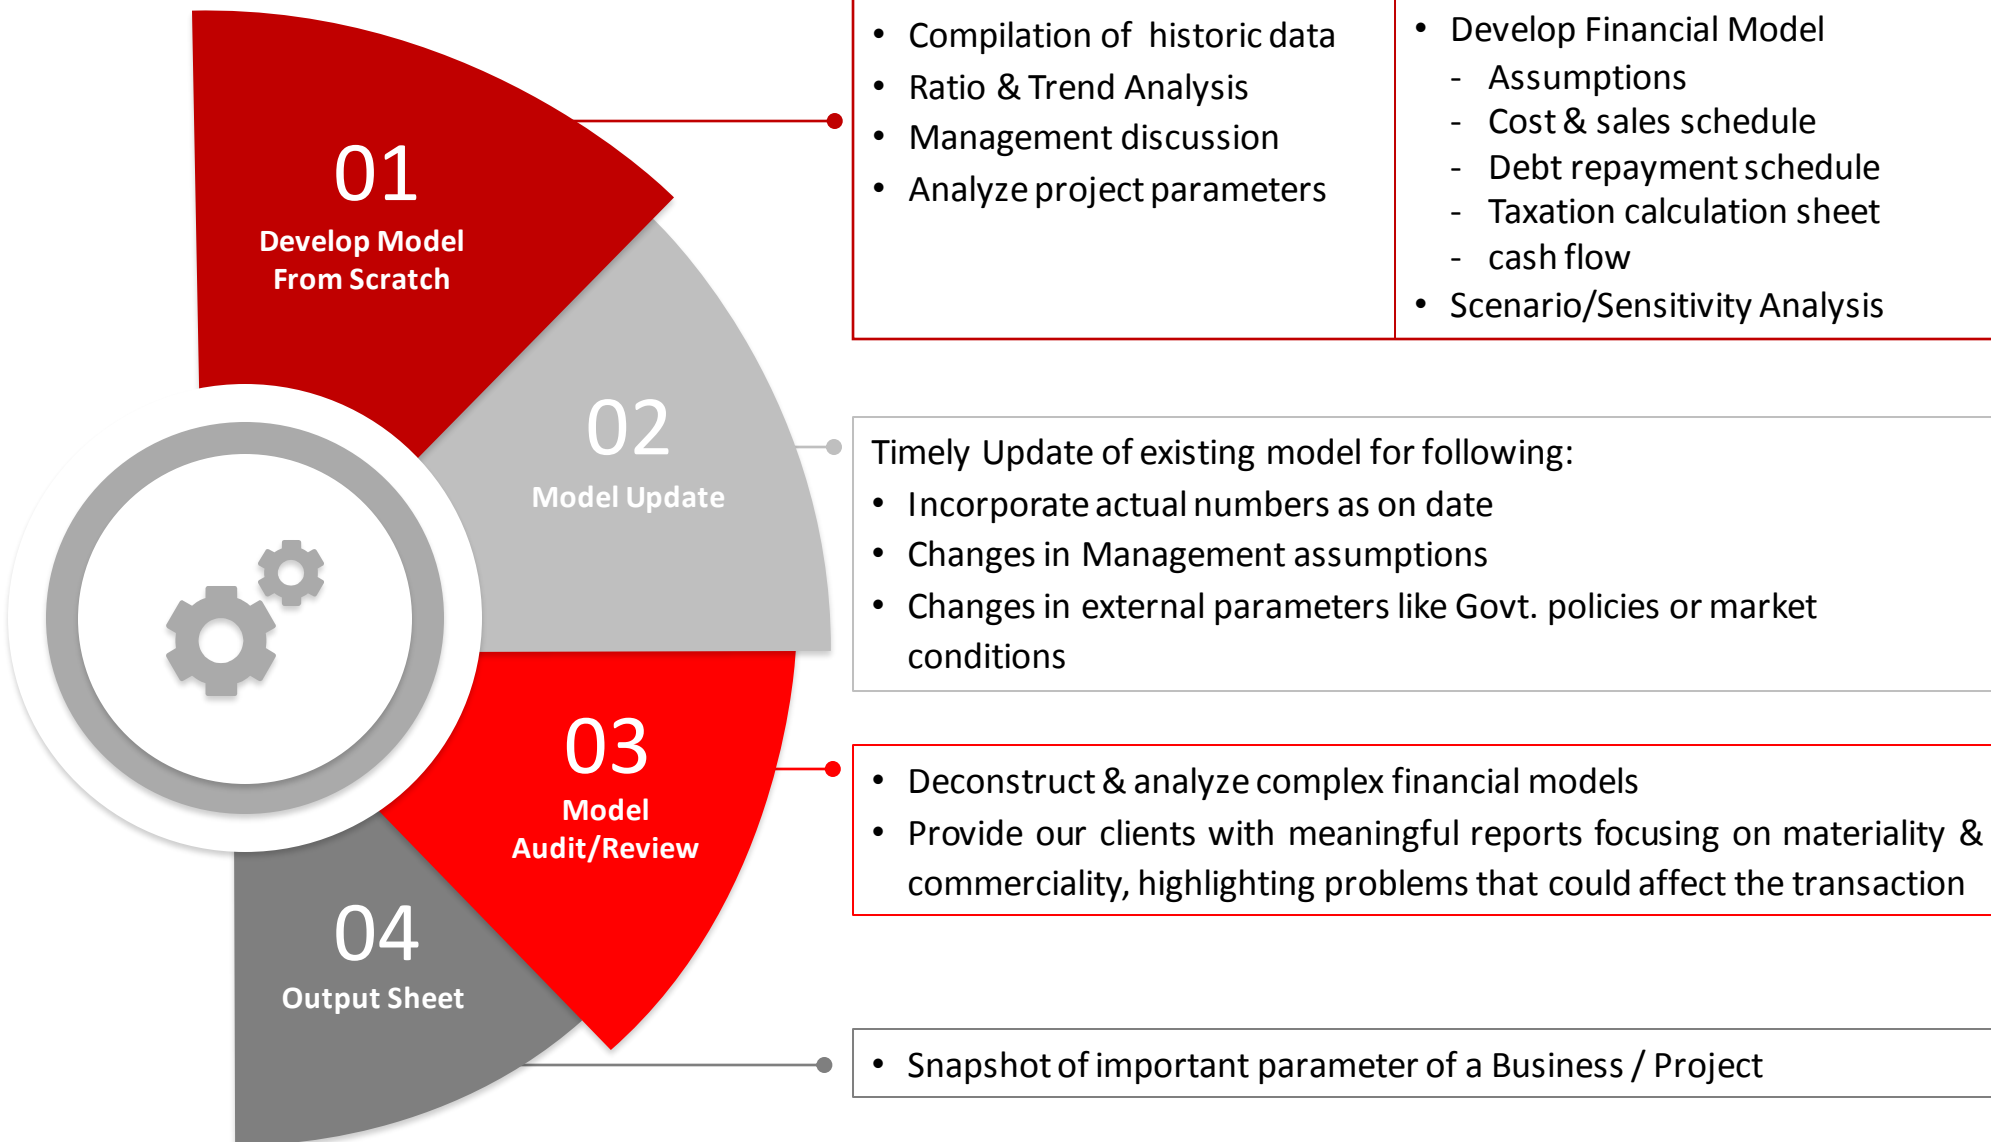 01
Develop Model
From Scratch
• Compilation of historic data
• Ratio & Trend Analysis
• Management discussion
• Analyze project parameters
• Develop Financial Model
- Assumptions
- Cost & sales schedule
- Debt repayment schedule
- Taxation calculation sheet
- cash flow
• Scenario/Sensitivity Analysis
02
Model Update
Timely Update of existing model for following:
• Incorporate actual numbers as on date
• Changes in Management assumptions
• Changes in external parameters like Govt. policies or market
conditions
03
Model
Audit/Review
• Deconstruct & analyze complex financial models
• Provide our clients with meaningful reports focusing on materiality &
commerciality, highlighting problems that could affect the transaction
04
Output Sheet
• Snapshot of important parameter of a Business / Project